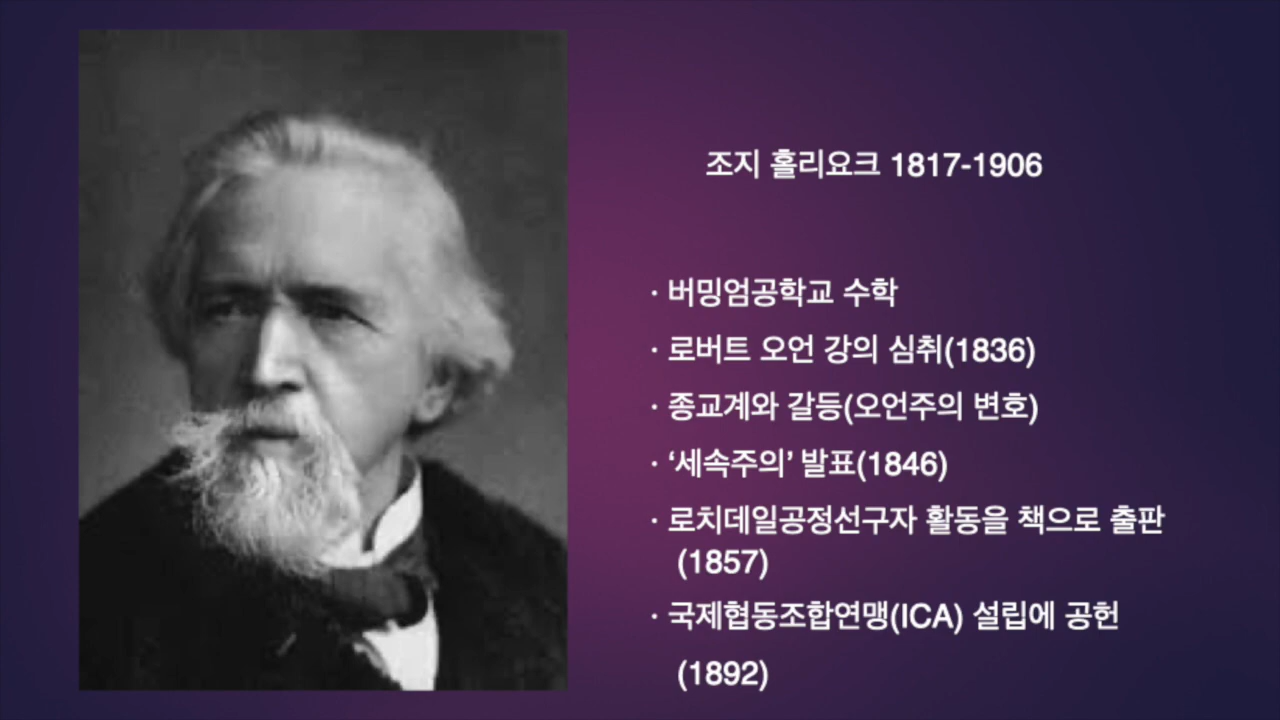 조지 홀리요크 1817-1906
· 버밍엄공학교 수학
· 로버트 오언 강의 심취(1836)
· 종교계와 갈등(오언주의 변호)
· ‘세속주의’ 발표(1846)
· 로치데일공정선구자 활동을 책으로 출판
(1857)
· 국제협동조합연맹(ICA) 설립에 공헌
(1892)